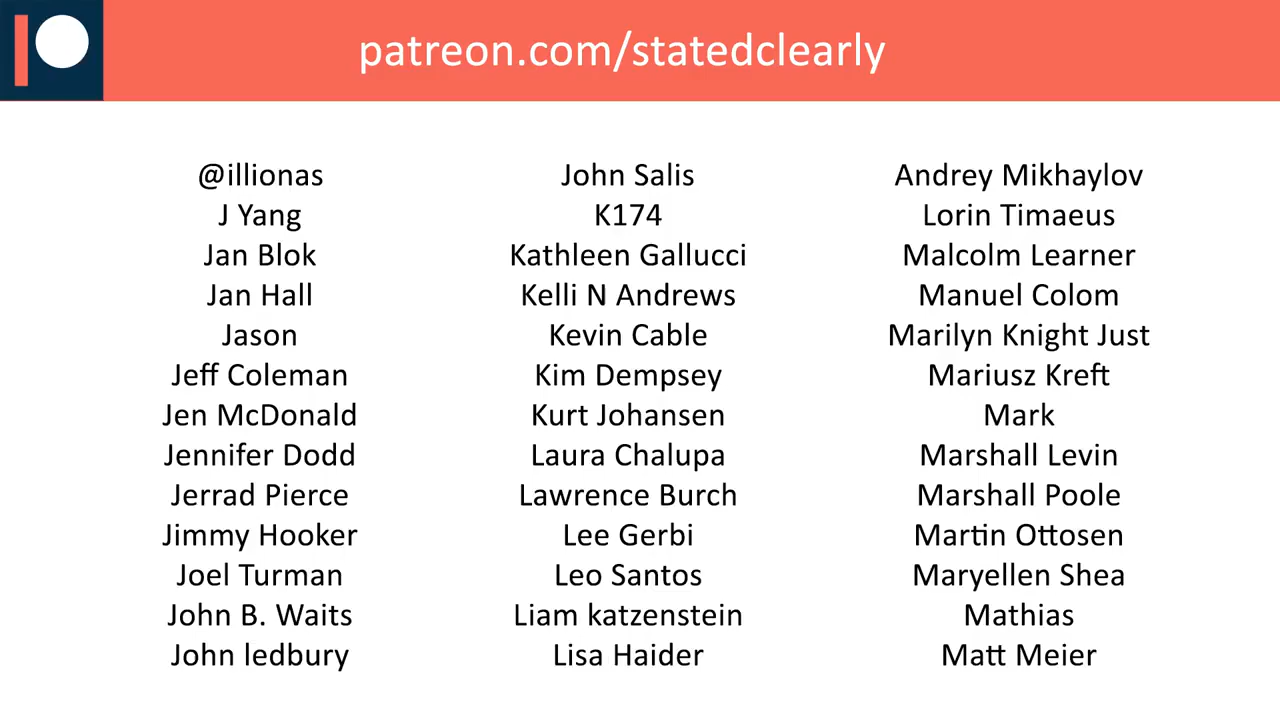 patreon.com/statedclearly
@illionas
J Yang
Jan Blok
Jan Hall
Jason
Jeff Coleman
Jen McDonald
Jennifer Dodd
Jerrad Pierce
Jimmy Hooker
Joel Turman
John B. Waits
John ledbury
John Salis
K174
Kathleen Gallucci
Kelli N Andrews
Kevin Cable
Kim Dempsey
Kurt Johansen
Laura Chalupa
Lawrence Burch
Lee Gerbi
Leo Santos
Liam katzenstein
Lisa Haider
Andrey Mikhaylov
Lorin Timaeus
Malcolm Learner
Manuel Colom
Marilyn Knight Just
Mariusz Kreft
Mark
Marshall Levin
Marshall Poole
Martin Ottosen
Maryellen Shea
Mathias
Matt Meier